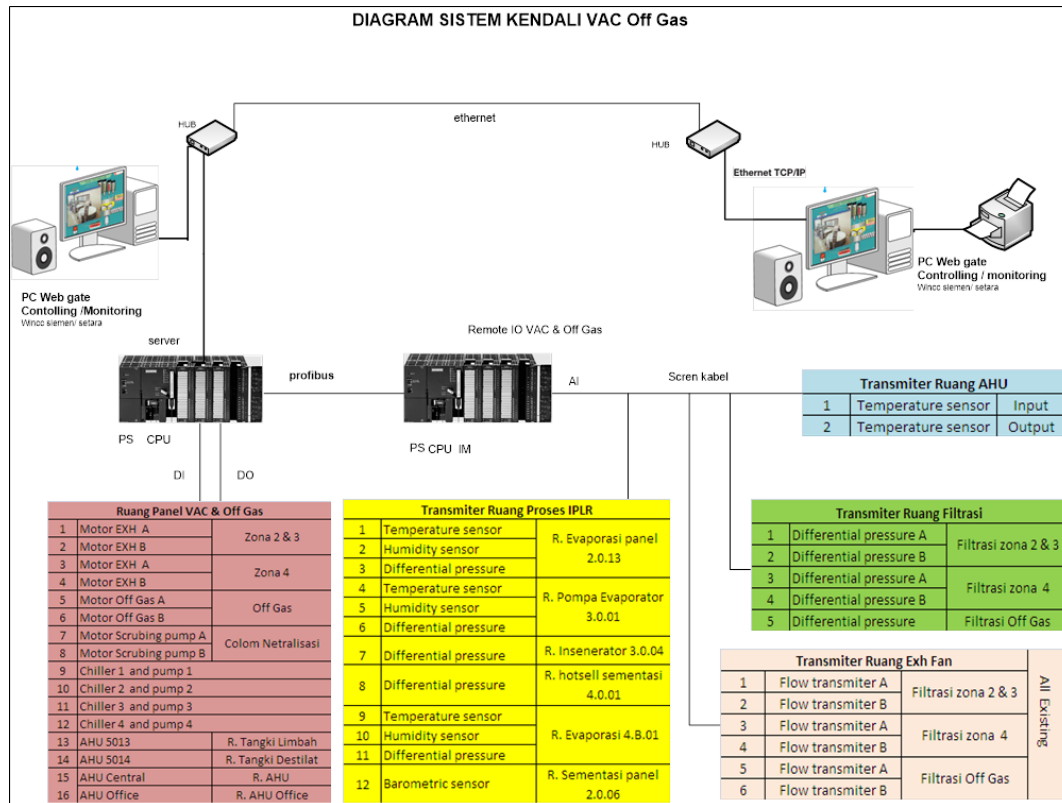 DIAGRAM SISTEM KENDALI VAC Off Gas
HUB
ethernet
HUB
Ethernet TCP/IP
PC Web gate
Contolling /Monitoring
Wincc siemen/ setara
PC Web gate
Controlling / monitoring
Wincc siemen/ setara
server
Remote IO VAC & Off Gas
profibus
AI
Scren kabel
PS CPU
PS CPU IM
DI DO
Transmiter Ruang AHU
1 Temperature sensor Input
2 Temperature sensor Output
Ruang Panel VAC & Off Gas
1 Motor EXH A
Zona 2 & 3
2 Motor EXH B
3 Motor EXH A
Zona 4
4 Motor EXH B
5 Motor Off Gas A
Off Gas
6 Motor Off Gas B
7 Motor Scrubing pump A
Colom Netralisasi
8 Motor Scrubing pump B
9 Chiller 1 and pump 1
10 Chiller 2 and pump 2
11 Chiller 3 and pump 3
12 Chiller 4 and pump 4
13 AHU 5013 R. Tangki Limbah
14 AHU 5014 R. Tangki Destilat
15 AHU Central R. AHU
16 AHU Office R. AHU Office
Transmiter Ruang Proses IPLR
1 Temperature sensor
2 Humidity sensor
3 Differential pressure
R. Evaporasi panel
2.0.13
4 Temperature sensor
5 Humidity sensor
6 Differential pressure
R. Pompa Evaporator
3.0.01
7 Differential pressure R. Insenerator 3.0.04
8 Differential pressure
R. hotsell sementasi
4.0.01
9 Temperature sensor
10 Humidity sensor
11 Differential pressure
R. Evaporasi 4.B.01
12 Barometric sensor
R. Sementasi panel
2.0.06
Transmiter Ruang Filtrasi
1 Differential pressure A
Filtrasi zona 2 & 3
2 Differential pressure B
3 Differential pressure A
Filtrasi zona 4
4 Differential pressure B
5 Differential pressure Filtrasi Off Gas
Transmiter Ruang Exh Fan
1 Flow transmiter A
Filtrasi zona 2 & 3
2 Flow transmiter B
3 Flow transmiter A
Filtrasi zona 4
4 Flow transmiter B
5 Flow transmiter A
Filtrasi Off Gas
6 Flow transmiter B
All Existing